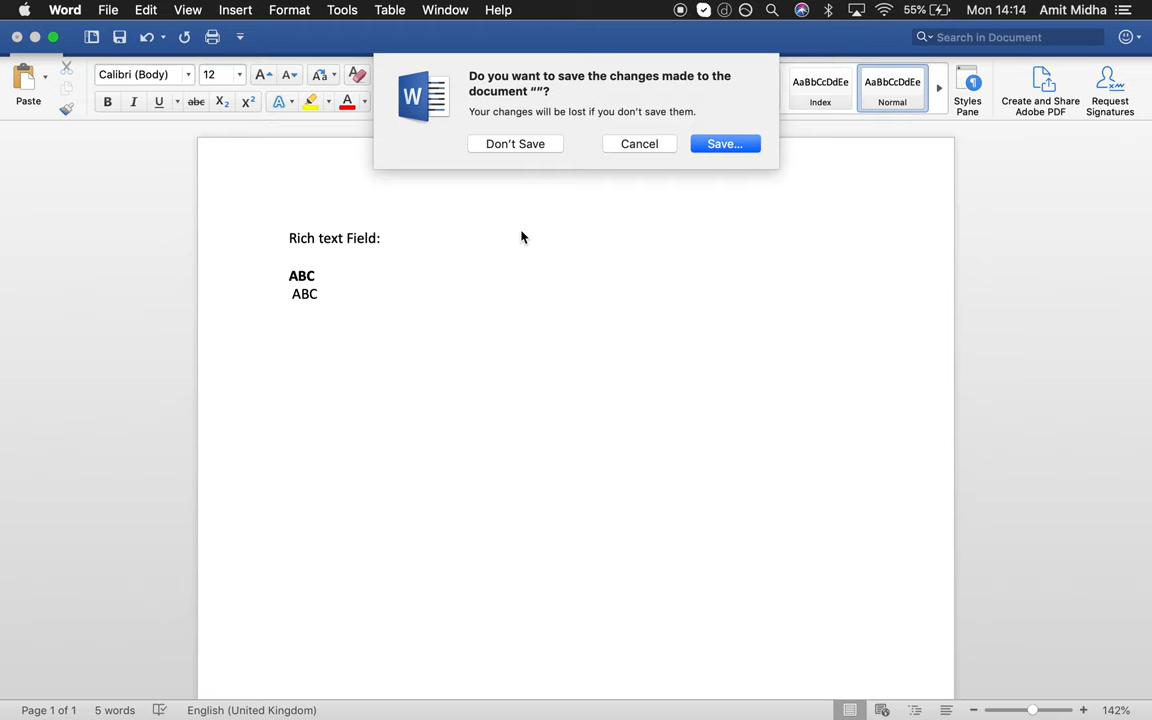 Word File Edit View Insert Format Tools Table Window Help 55% Mon 14:14 Amit Midha
Search in Document
Paste
Calibri (Body) 12
B I U abc X₂ X²
Do you want to save the changes made to the
document “”?
Your changes will be lost if you don’t save them.
Don’t Save Cancel Save...
AaBbCcDdEe AaBbCcDdEe
Index Normal
Styles
Pane
Create and Share
Adobe PDF
Request
Signatures
Rich text Field:
ABC
ABC
Page 1 of 1 5 words English (United Kingdom) 142%